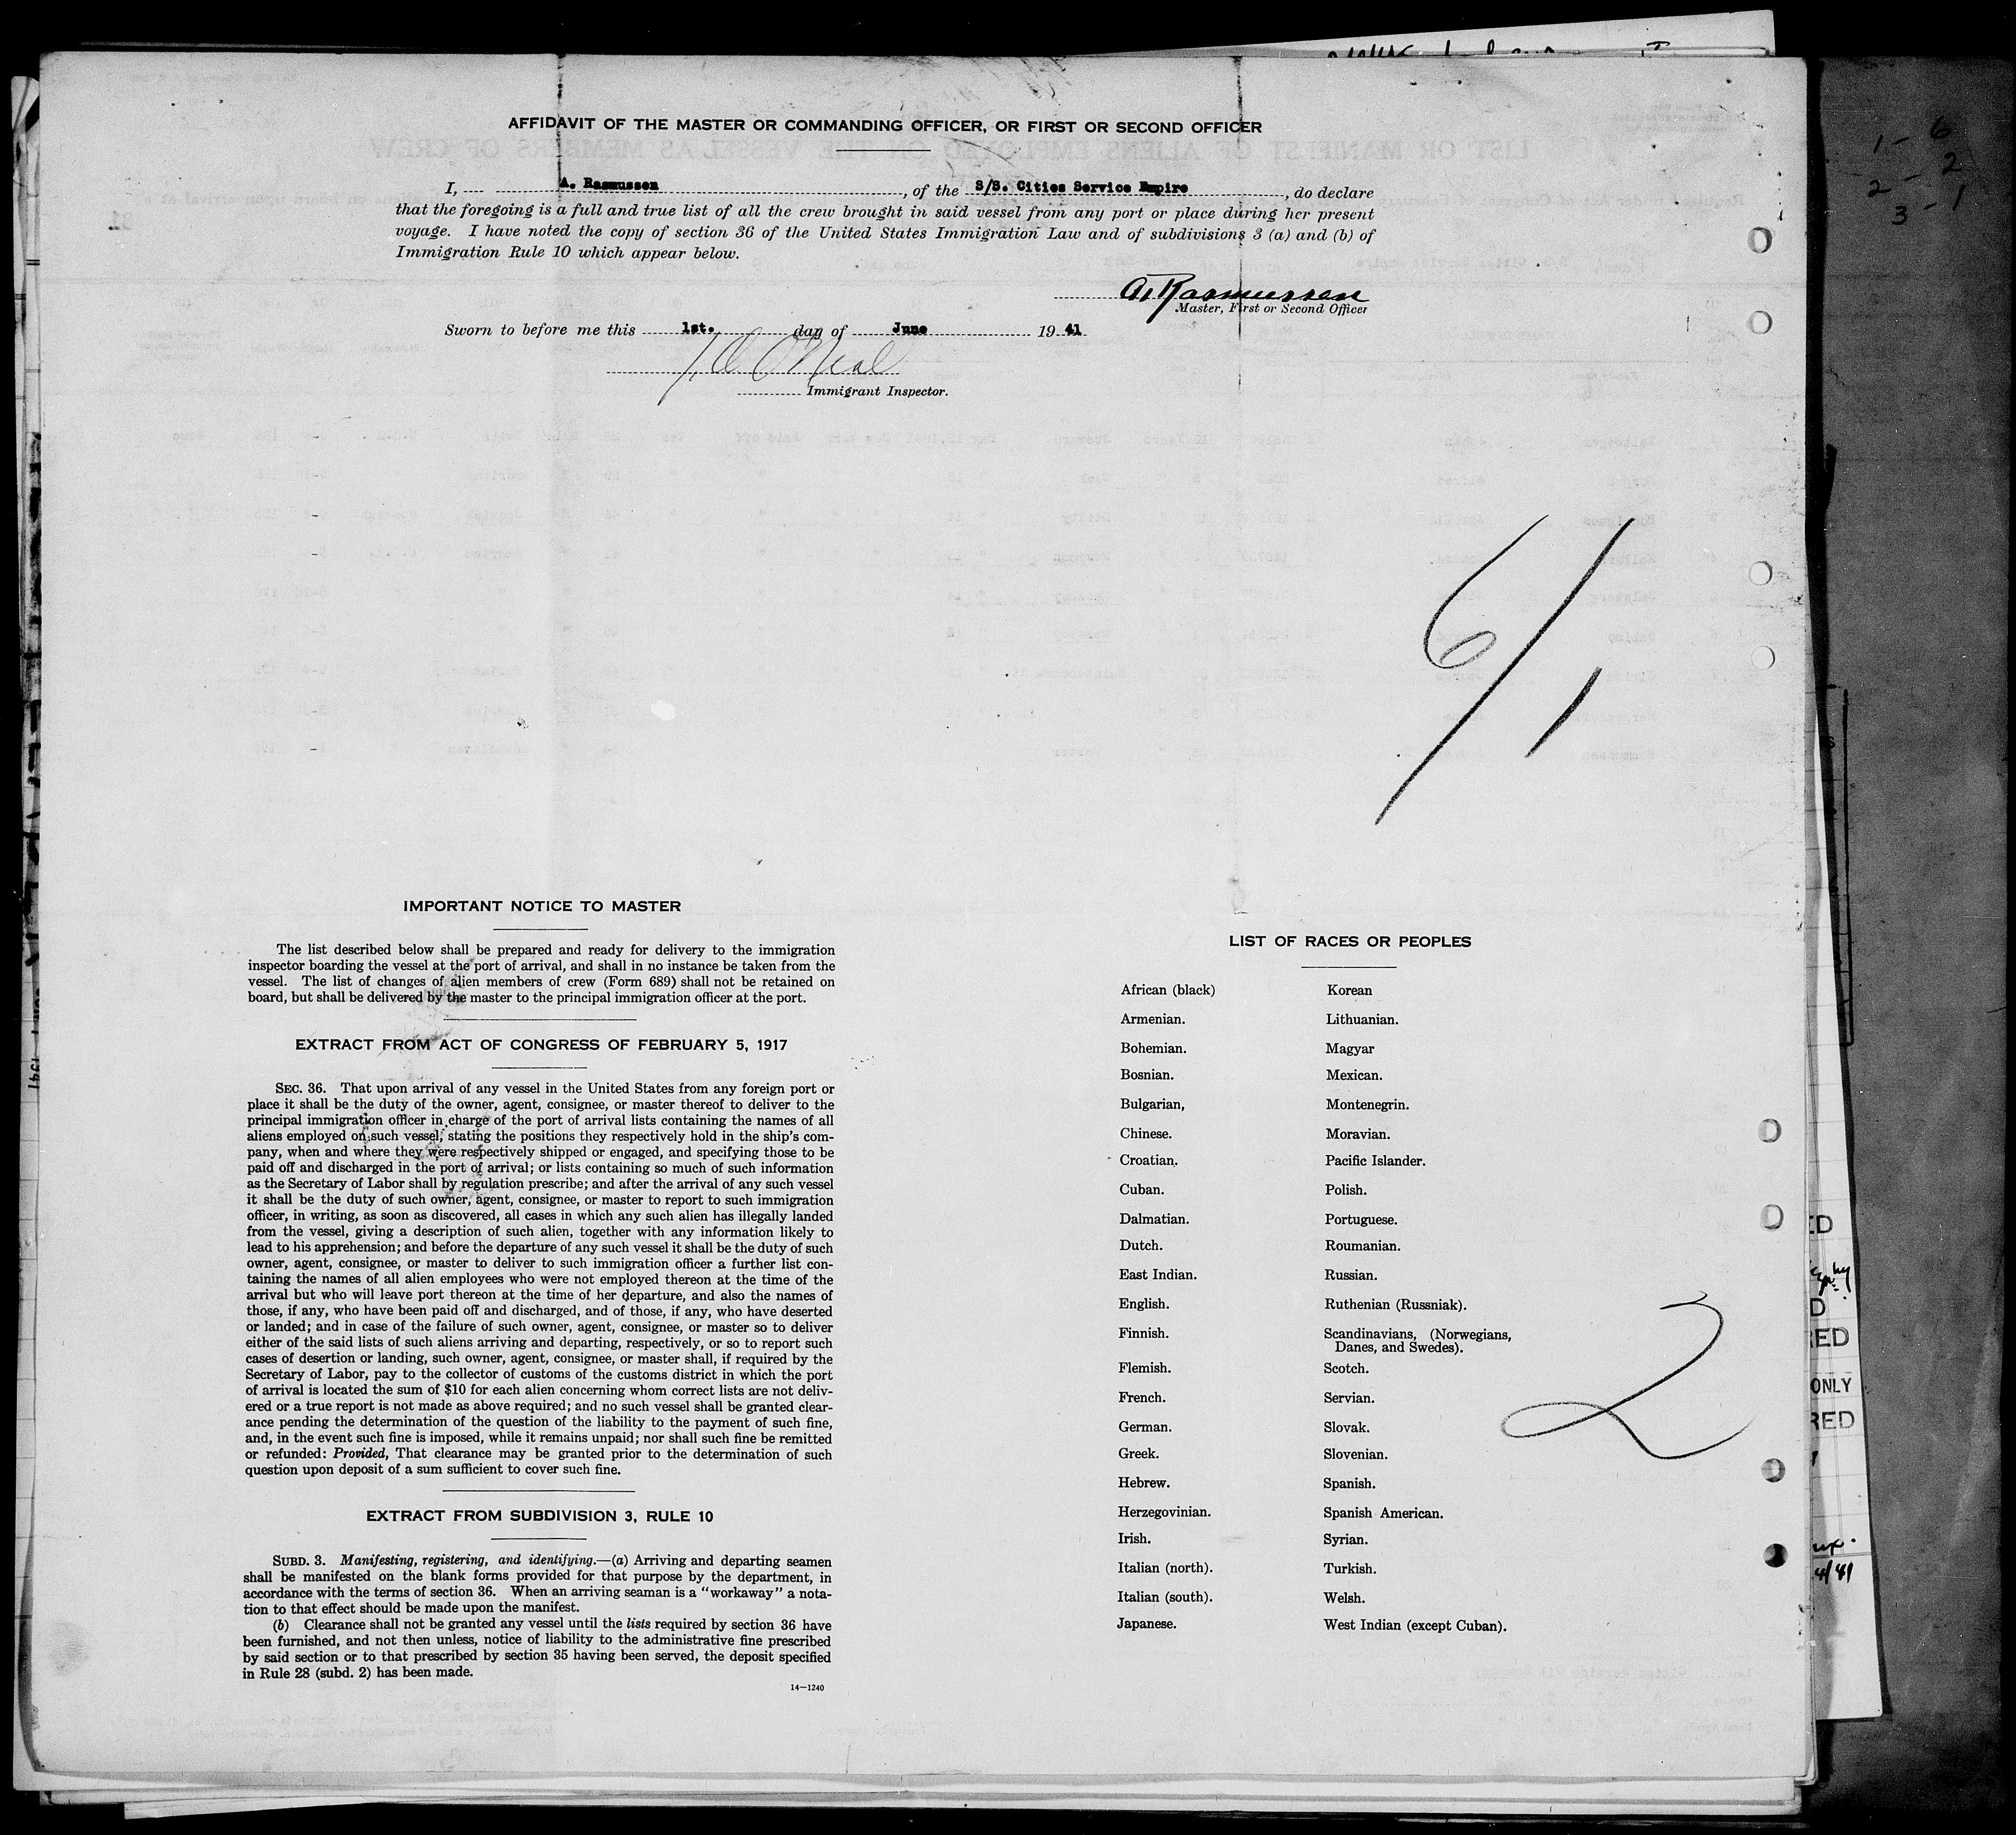 AFFIDAVIT OF THE MASTER OR COMMANDING OFFICER, OR FIRST OR SECOND OFFICER
I, A. Rasmussen, of the S/S. Cities Service Empire, do declare
that the foregoing is a full and true list of all the crew brought in said vessel from any port or place during her present
voyage. I have noted the copy of section 36 of the United States Immigration Law and of subdivisions 3 (a) and (b) of
Immigration Rule 10 which appear below.
A. Rasmussen
Master, First or Second Officer
Sworn to before me this 1st. day of June 19 41
O'Neal
Immigrant Inspector.
1 - 6
2 - 2
3 - 1
6/1
IMPORTANT NOTICE TO MASTER
The list described below shall be prepared and ready for delivery to the immigration
inspector boarding the vessel at the port of arrival, and shall in no instance be taken from the
vessel. The list of changes of alien members of crew (Form 689) shall not be retained on
board, but shall be delivered by the master to the principal immigration officer at the port.
EXTRACT FROM ACT OF CONGRESS OF FEBRUARY 5, 1917
SEC. 36. That upon arrival of any vessel in the United States from any foreign port or
place it shall be the duty of the owner, agent, consignee, or master thereof to deliver to the
principal immigration officer in charge of the port of arrival lists containing the names of all
aliens employed on such vessel, stating the positions they respectively hold in the ship's com-
pany, when and where they were respectively shipped or engaged, and specifying those to be
paid off and discharged in the port of arrival; or lists containing so much of such information
as the Secretary of Labor shall by regulation prescribe; and after the arrival of any such vessel
it shall be the duty of such owner, agent, consignee, or master to report to such immigration
officer, in writing, as soon as discovered, all cases in which any such alien has illegally landed
from the vessel, giving a description of such alien, together with any information likely to
lead to his apprehension; and before the departure of any such vessel it shall be the duty of such
owner, agent, consignee, or master to deliver to such immigration officer a further list con-
taining the names of all alien employees who were not employed thereon at the time of the
arrival but who will leave port thereon at the time of her departure, and also the names of
those, if any, who have been paid off and discharged, and of those, if any, who have deserted
or landed; and in case of the failure of such owner, agent, consignee, or master so to deliver
either of the said lists of such aliens arriving and departing, respectively, or so to report such
cases of desertion or landing, such owner, agent, consignee, or master shall, if required by the
Secretary of Labor, pay to the collector of customs of the customs district in which the port
of arrival is located the sum of $10 for each alien concerning whom correct lists are not deliv-
ered or a true report is not made as above required; and no such vessel shall be granted clear-
ance pending the determination of the question of the liability to the payment of such fine,
and, in the event such fine is imposed, while it remains unpaid; nor shall such fine be remitted
or refunded: Provided, That clearance may be granted prior to the determination of such
question upon deposit of a sum sufficient to cover such fine.
EXTRACT FROM SUBDIVISION 3, RULE 10
SUBD. 3. Manifesting, registering, and identifying.—(a) Arriving and departing seamen
shall be manifested on the blank forms provided for that purpose by the department, in
accordance with the terms of section 36. When an arriving seaman is a "workaway" a nota-
tion to that effect should be made upon the manifest.
(b) Clearance shall not be granted any vessel until the lists required by section 36 have
been furnished, and not then unless, notice of liability to the administrative fine prescribed
by said section or to that prescribed by section 35 having been served, the deposit specified
in Rule 28 (subd. 2) has been made.
14—1240
LIST OF RACES OR PEOPLES
African (black)
Armenian.
Bohemian.
Bosnian.
Bulgarian,
Chinese.
Croatian.
Cuban.
Dalmatian.
Dutch.
East Indian.
English.
Finnish.
Flemish.
French.
German.
Greek.
Hebrew.
Herzegovinian.
Irish.
Italian (north).
Italian (south).
Japanese.
Korean
Lithuanian.
Magyar
Mexican.
Montenegrin.
Moravian.
Pacific Islander.
Polish.
Portuguese.
Roumanian.
Russian.
Ruthenian (Russniak).
Scandinavians, (Norwegians,
Danes, and Swedes).
Scotch.
Servian.
Slovak.
Slovenian.
Spanish.
Spanish American.
Syrian.
Turkish.
Welsh.
West Indian (except Cuban).
2
ONLY